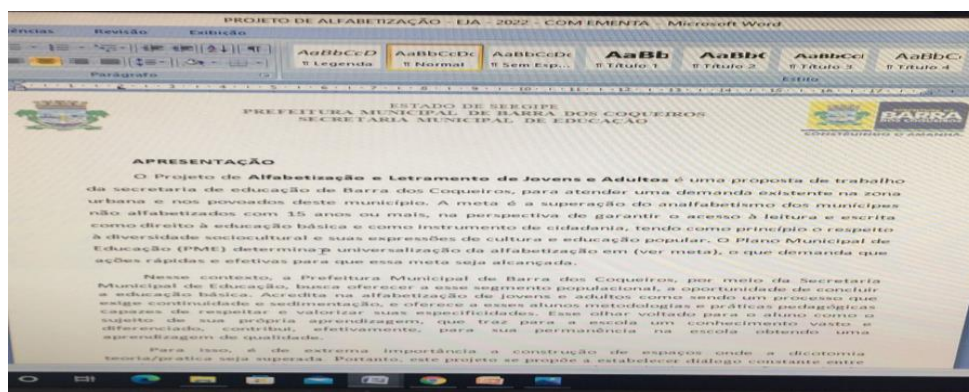 PROJETO DE ALFABETIZAÇÃO - EJA - 2022 - COM EMENTA - Microsoft Word
ências Revisão Exibição
AaBbCcD AaBbCcDc AaBbCcDc AaBb AaBbC AaBbCcI AaBbC
¶ Legenda ¶ Normal ¶ Sem Esp... ¶ Título 1 ¶ Título 2 ¶ Título 3 ¶ Título 4
Parágrafo Estilo
ESTADO DE SERGIPE
PREFEITURA MUNICIPAL DE BARRA DOS COQUEIROS
SECRETARIA MUNICIPAL DE EDUCAÇÃO
BARRA
CONSTRUINDO O AMANHÃ.
APRESENTAÇÃO
O Projeto de Alfabetização e Letramento de Jovens e Adultos é uma proposta de trabalho
da secretaria de educação de Barra dos Coqueiros, para atender uma demanda existente na zona
urbana e nos povoados deste município. A meta é a superação do analfabetismo dos munícipes
não alfabetizados com 15 anos ou mais, na perspectiva de garantir o acesso à leitura e escrita
como direito à educação básica e como instrumento de cidadania, tendo como princípio o respeito
à diversidade sociocultural e suas expressões de cultura e educação popular. O Plano Municipal de
Educação (PME) determina a universalização da alfabetização em (ver meta), o que demanda que
ações rápidas e efetivas para que essa meta seja alcançada.
Nesse contexto, a Prefeitura Municipal de Barra dos Coqueiros, por meio da Secretaria
Municipal de Educação, busca oferecer a esse segmento populacional, a oportunidade de concluir
a educação básica. Acredita na alfabetização de jovens e adultos como sendo um processo que
exige continuidade e sedimentação, e oferece a esses alunos metodologias e práticas pedagógicas
capazes de respeitar e valorizar suas especificidades. Esse olhar voltado para o aluno como o
sujeito de sua própria aprendizagem, que traz para a escola um conhecimento vasto e
diferenciado, contribui, efetivamente, para sua permanência na escola obtendo uma
aprendizagem de qualidade.
Para isso, é de extrema importância a construção de espaços onde a dicotomia
teoria/prática seja superada. Portanto, este projeto se propõe a estabelecer diálogo constante entre